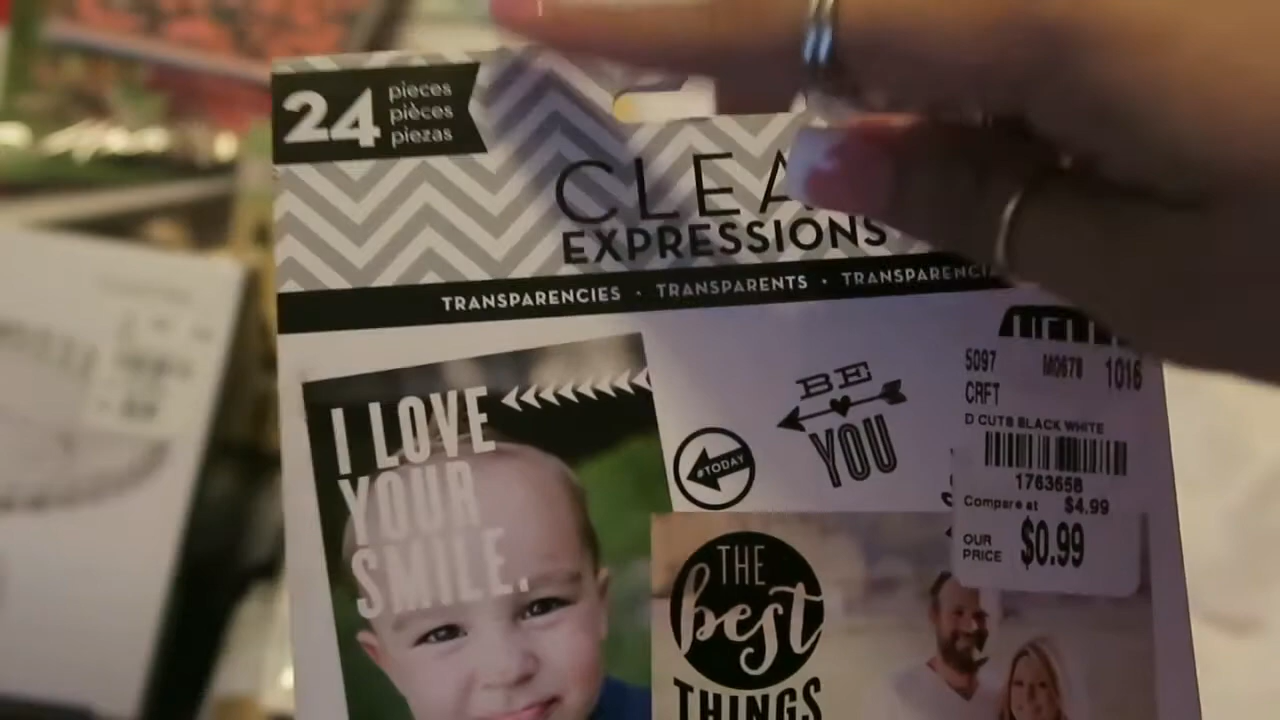 24
pieces
pièces
piezas
CLEA
EXPRESSIONS
TRANSPARENCIES · TRANSPARENTS ·
I LOVE
YOUR
SMILE.
BE
YOU
#TODAY
5097 M0678 1016
CRFT
D CUTS BLACK WHITE
1763658
Compare at $4.99
OUR
PRICE $0.99
THE
best
THINGS